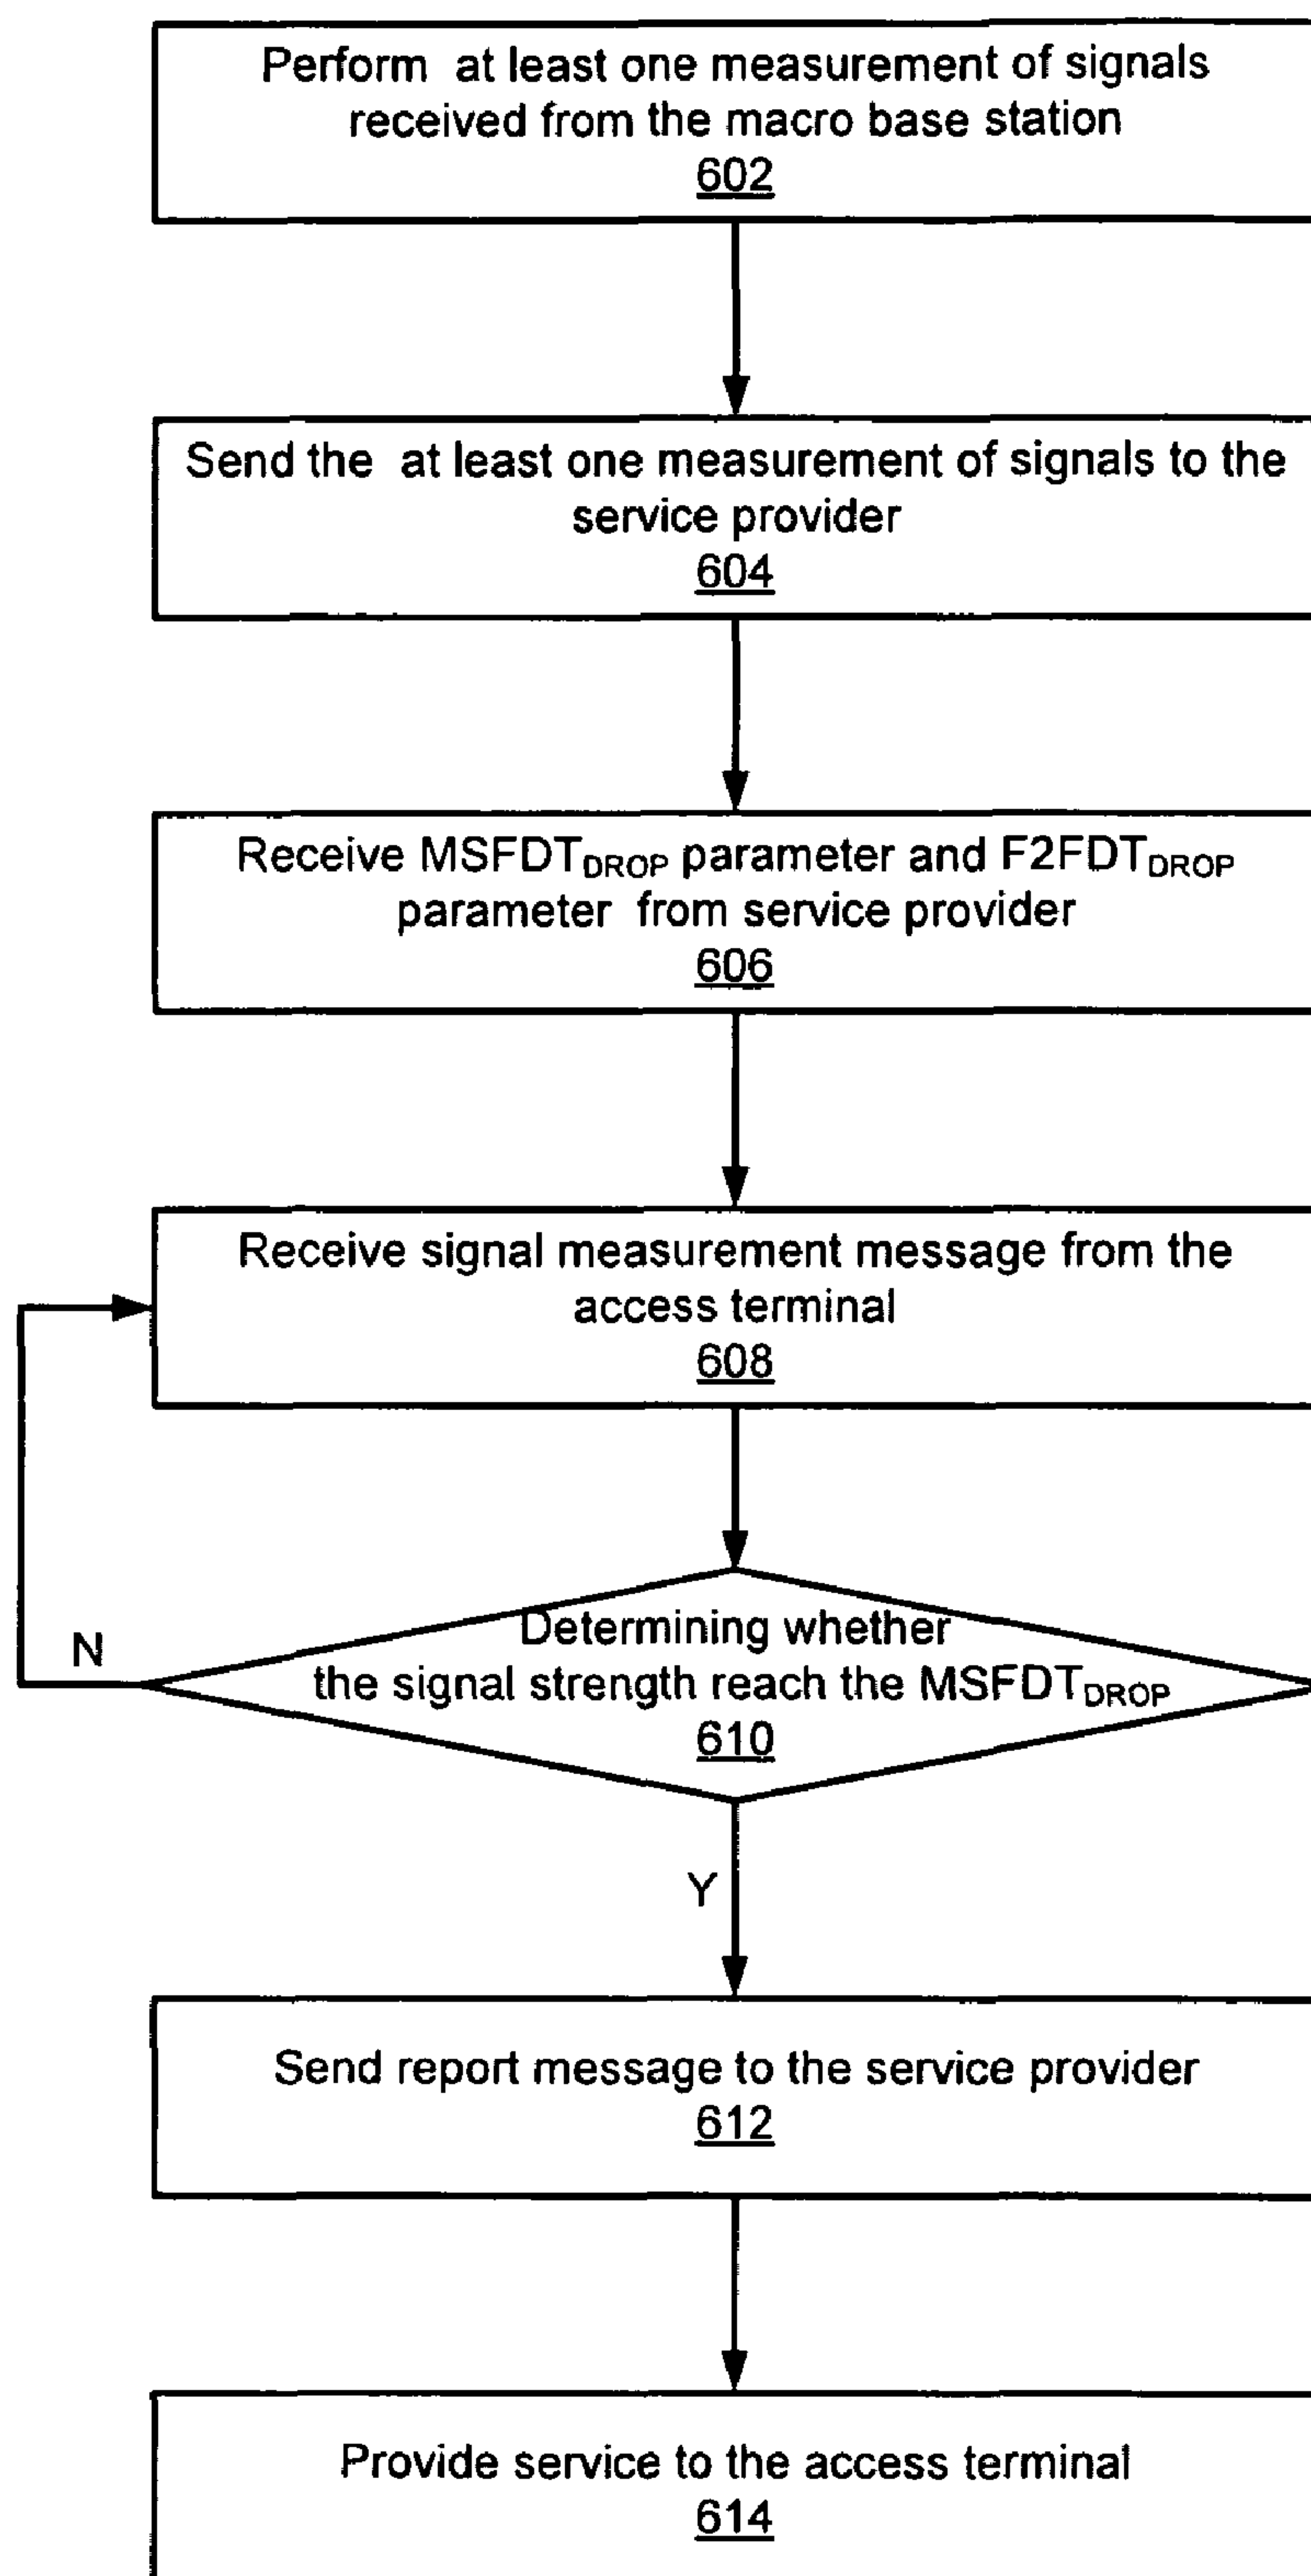 Perform at least one measurement of signals
received from the macro base station
602
Send the at least one measurement of signals to the
service provider
604
Receive MSFDT_DROP parameter and F2FDT_DROP
parameter from service provider
606
Receive signal measurement message from the
access terminal
608
N
Determining whether
the signal strength reach the MSFDT_DROP
610
Y
Send report message to the service provider
612
Provide service to the access terminal
614